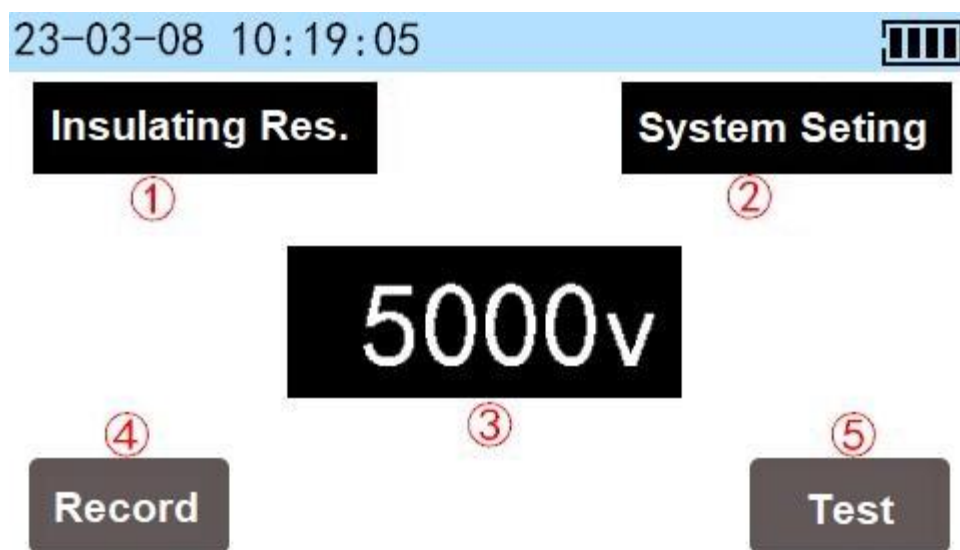 23-03-08 10:19:05
Insulating Res.
System Seting
①
②
5000v
③
④
⑤
Record
Test